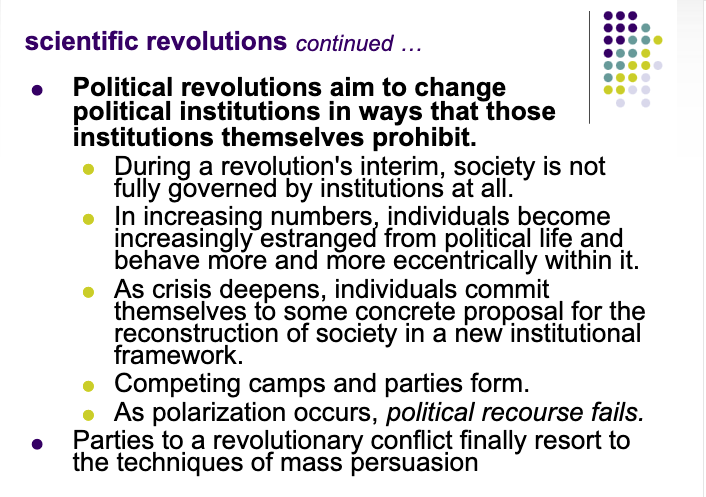 scientific revolutions continued …
● Political revolutions aim to change
political institutions in ways that those
institutions themselves prohibit.
● During a revolution's interim, society is not
fully governed by institutions at all.
● In increasing numbers, individuals become
increasingly estranged from political life and
behave more and more eccentrically within it.
● As crisis deepens, individuals commit
themselves to some concrete proposal for the
reconstruction of society in a new institutional
framework.
● Competing camps and parties form.
● As polarization occurs, political recourse fails.
● Parties to a revolutionary conflict finally resort to
the techniques of mass persuasion